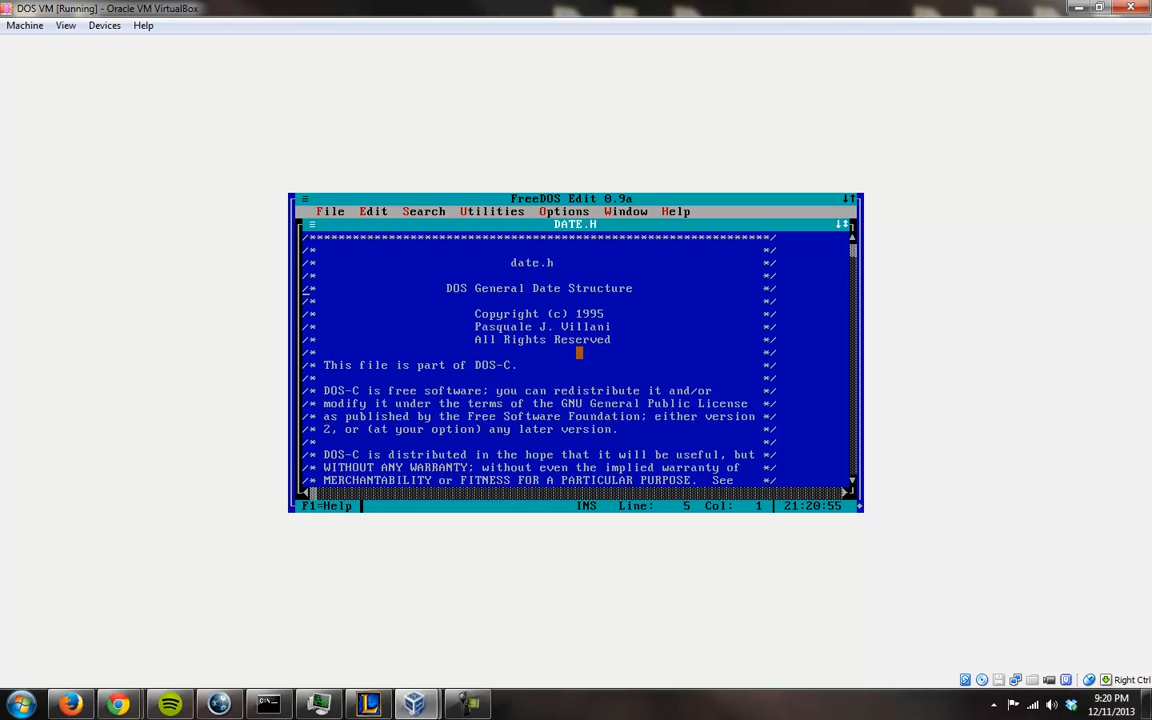 DOS VM [Running] - Oracle VM VirtualBox
Machine View Devices Help
FreeDOS Edit 0.9a
File Edit Search Utilities Options Window Help
DATE.H
/****************************************************************/
/* */
/* date.h */
/* */
/* DOS General Date Structure */
/* */
/* Copyright (c) 1995 */
/* Pasquale J. Villani */
/* All Rights Reserved */
/* */
/* This file is part of DOS-C. */
/* */
/* DOS-C is free software; you can redistribute it and/or */
/* modify it under the terms of the GNU General Public License */
/* as published by the Free Software Foundation; either version */
/* 2, or (at your option) any later version. */
/* */
/* DOS-C is distributed in the hope that it will be useful, but */
/* WITHOUT ANY WARRANTY; without even the implied warranty of */
/* MERCHANTABILITY or FITNESS FOR A PARTICULAR PURPOSE. See */
F1=Help INS Line: 5 Col: 1 21:20:55
Right Ctrl
C:\.
9:20 PM
12/11/2013